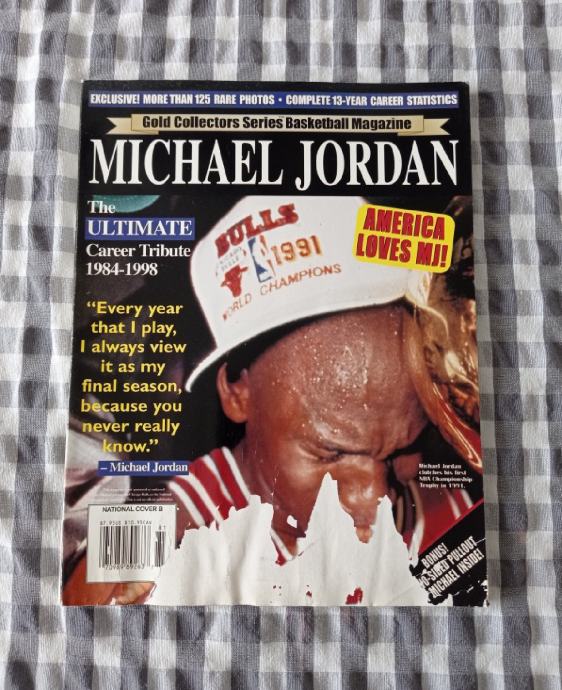 EXCLUSIVE! MORE THAN 125 RARE PHOTOS • COMPLETE 13-YEAR CAREER STATISTICS
Gold Collectors Series Basketball Magazine
MICHAEL JORDAN
The
ULTIMATE
Career Tribute
1984-1998
AMERICA
LOVES MJ!
BULLS
1991
WORLD CHAMPIONS
“Every year
that I play,
I always view
it as my
final season,
because you
never really
know.”
– Michael Jordan
Michael Jordan
clutches his first
NBA Championship
Trophy in 1991.
NATIONAL COVER B
BONUS!
PULLOUT
MICHAEL INSIDE!